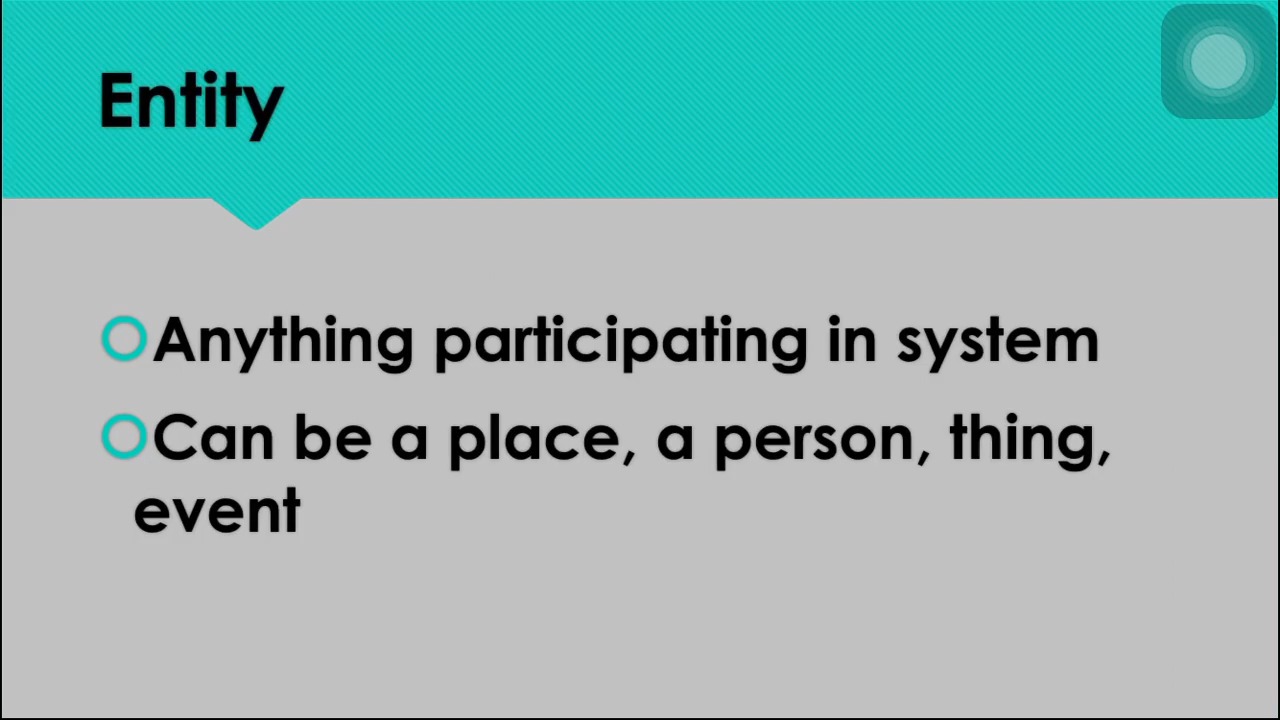 Entity
Anything participating in system
Can be a place, a person, thing,
event